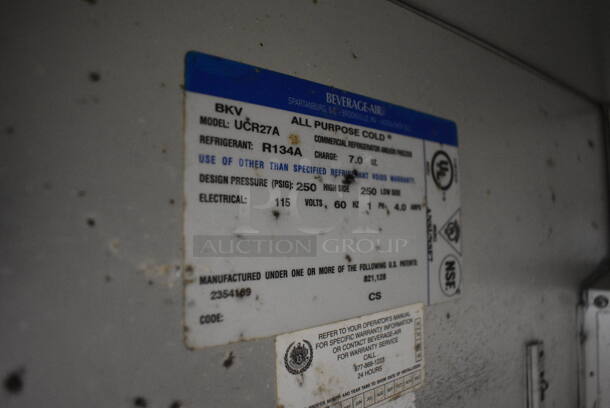 BEVERAGE-AIR
BKV
ALL PURPOSE COLD
MODEL: UCR27A
COMMERCIAL REFRIGERATOR AND/OR FREEZER
REFRIGERANT: R134A CHARGE: 7.0 OZ.
USE OF OTHER THAN SPECIFIED REFRIGERANT VOIDS WARRANTY.
DESIGN PRESSURE (PSIG): 250 HIGH SIDE 250 LOW SIDE
ELECTRICAL: 115 VOLTS, 60 HZ 1 PH 4.0 AMPS
PCI
AUCTION GROUP
MANUFACTURED UNDER ONE OR MORE OF THE FOLLOWING U.S. PATENTS:
2354169 821,128
CODE: CS
UL
NSF
REFER TO YOUR OPERATOR'S MANUAL
FOR SPECIFIC WARRANTY INFORMATION
OR CONTACT BEVERAGE-AIR
FOR WARRANTY SERVICE
CALL
24 HOURS